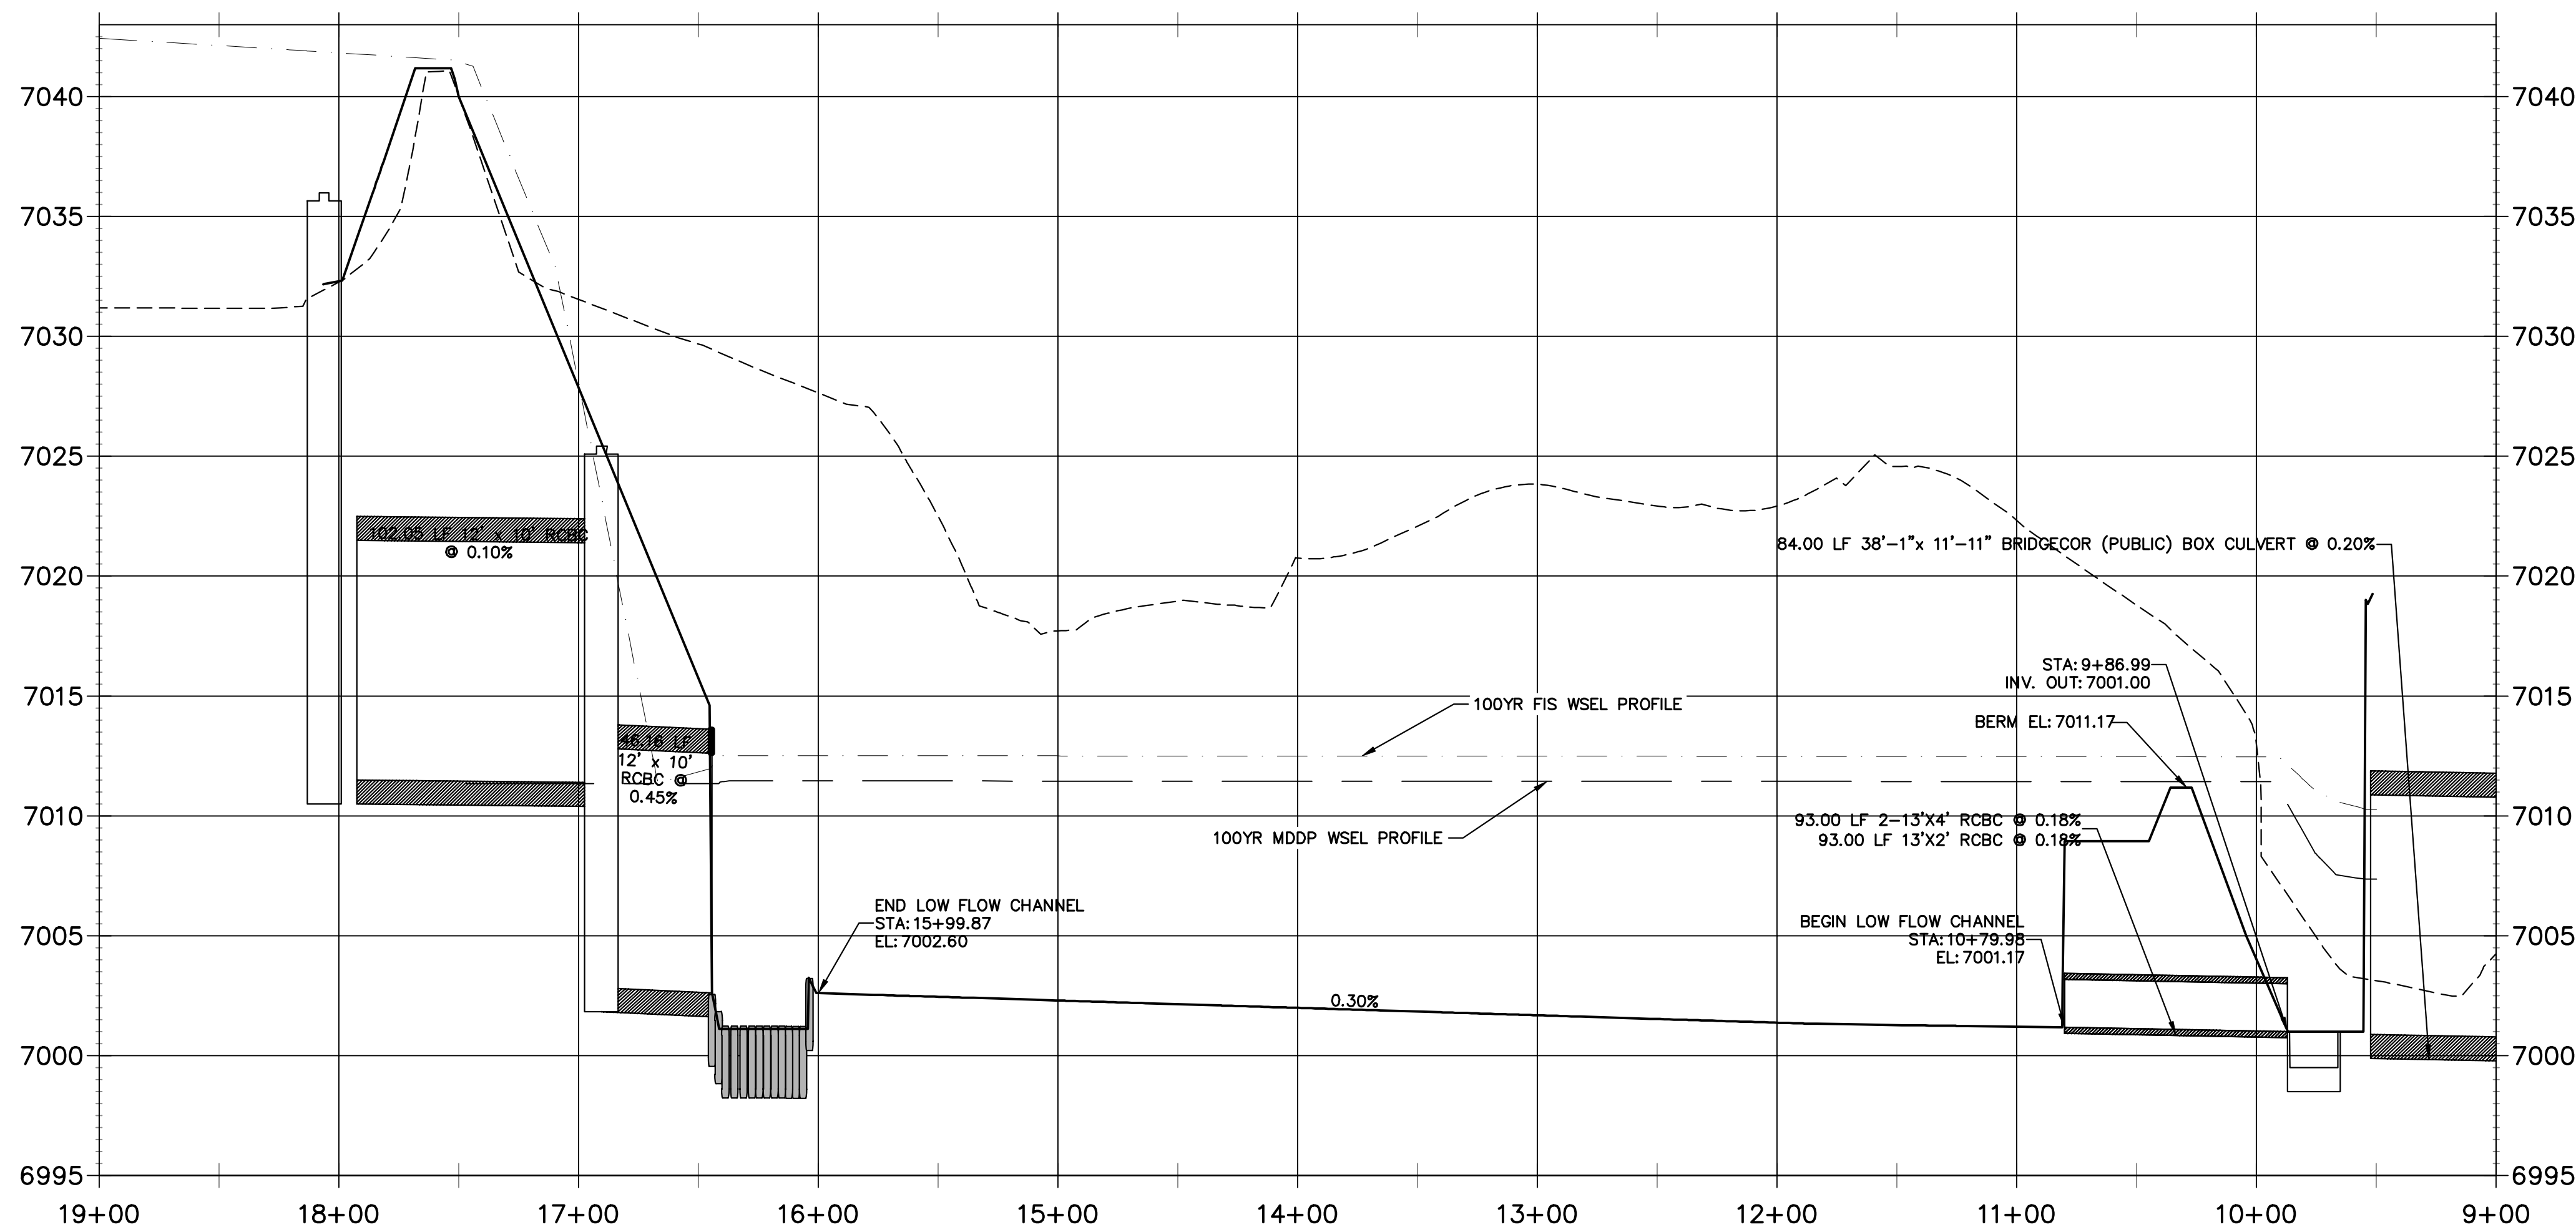 7040
7040
7035
7035
7030
7030
7025
7025
102.05 LF 12' x 10' RCBC
@ 0.10%
84.00 LF 38'-1"x 11'-11" BRIDGECOR (PUBLIC) BOX CULVERT @ 0.20%
7020
7020
STA: 9+86.99
INV. OUT: 7001.00
7015
7015
100YR FIS WSEL PROFILE
BERM EL: 7011.17
46.16 LF
12' x 10'
RCBC @
0.45%
7010
7010
93.00 LF 2-13'X4' RCBC @ 0.18%
93.00 LF 13'X2' RCBC @ 0.18%
100YR MDDP WSEL PROFILE
END LOW FLOW CHANNEL
STA: 15+99.87
EL: 7002.60
BEGIN LOW FLOW CHANNEL
STA: 10+79.98
EL: 7001.17
7005
7005
0.30%
7000
7000
6995
6995
19+00 18+00 17+00 16+00 15+00 14+00 13+00 12+00 11+00 10+00 9+00